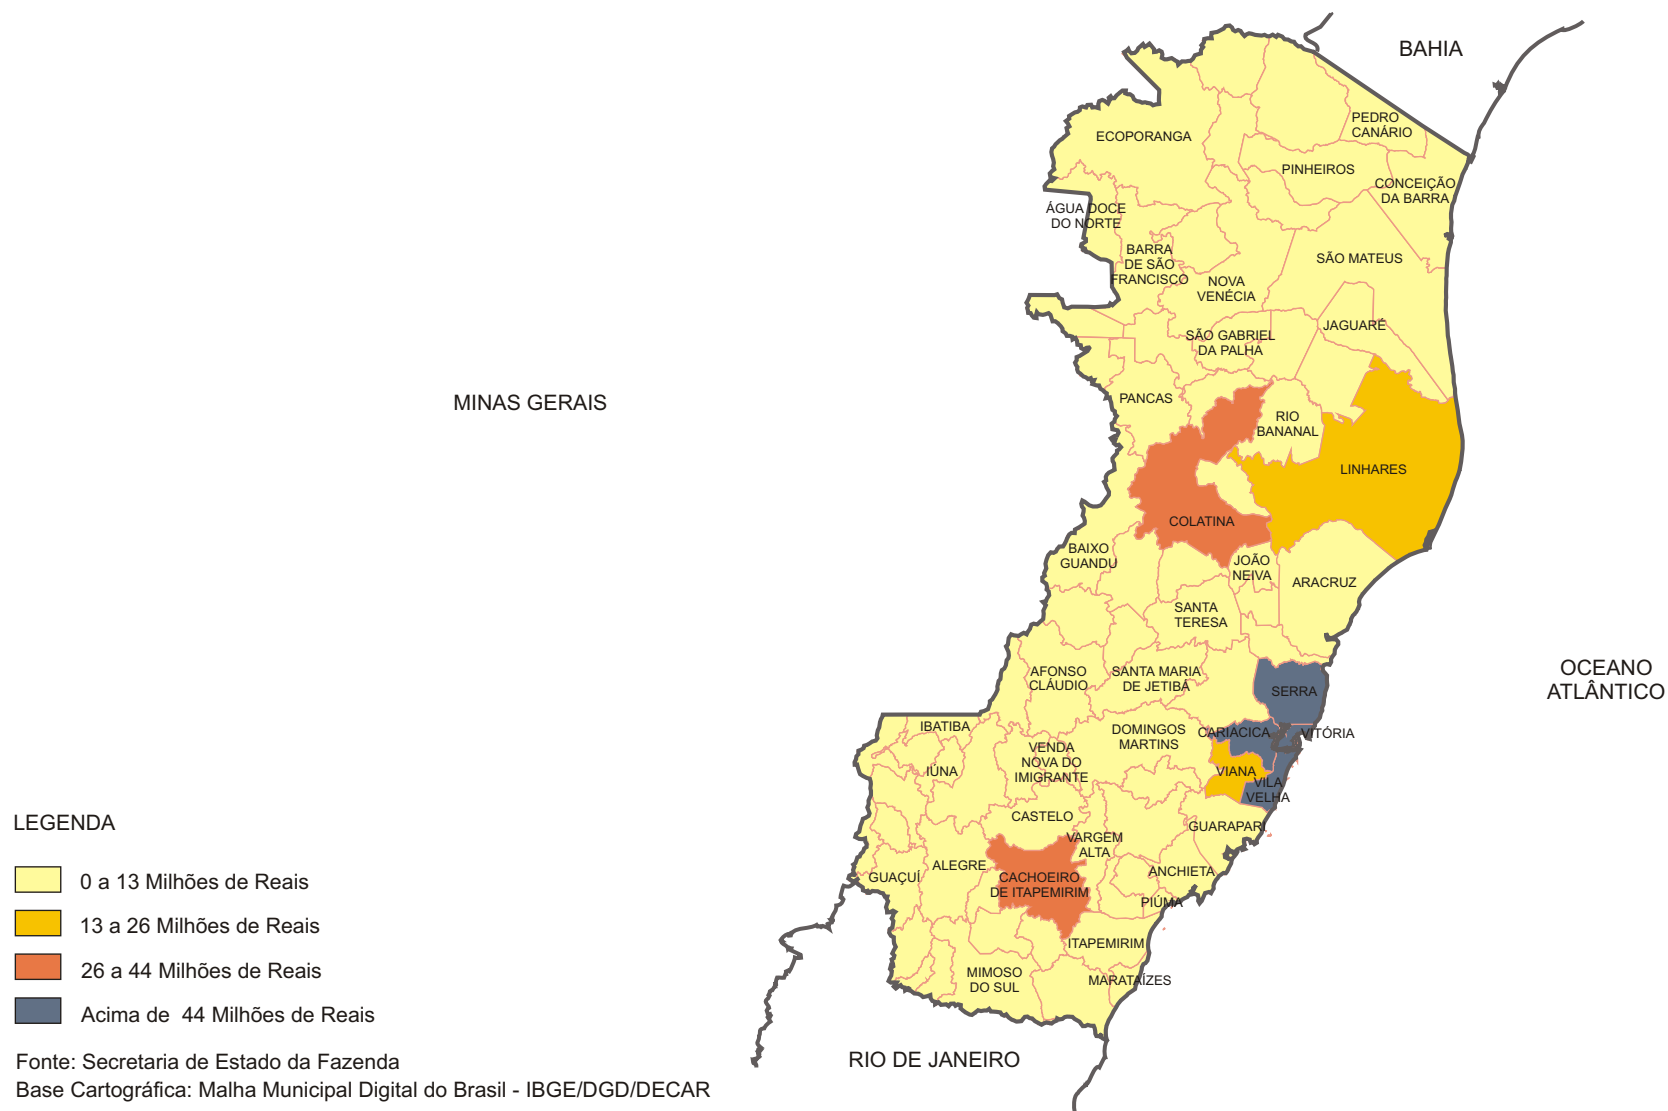 BAHIA
PEDRO
CANÁRIO
ECOPORANGA
PINHEIROS
CONCEIÇÃO
DA BARRA
ÁGUA DOCE
DO NORTE
BARRA
DE SÃO
FRANCISCO
SÃO MATEUS
NOVA
VENÉCIA
JAGUARÉ
SÃO GABRIEL
DA PALHA
MINAS GERAIS
PANCAS
RIO
BANANAL
LINHARES
COLATINA
BAIXO
GUANDU
JOÃO
NEIVA
ARACRUZ
SANTA
TERESA
AFONSO
CLÁUDIO
SANTA MARIA
DE JETIBÁ
SERRA
OCEANO
ATLÂNTICO
IBATIBA
DOMINGOS
MARTINS
CARIACICA
VITÓRIA
VENDA
NOVA DO
IMIGRANTE
IÚNA
VIANA
VILA
VELHA
CASTELO
GUARAPARI
VARGEM
ALTA
ALEGRE
GUAÇUÍ
CACHOEIRO
DE ITAPEMIRIM
ANCHIETA
PIÚMA
ITAPEMIRIM
MIMOSO
DO SUL
MARATAÍZES
RIO DE JANEIRO
LEGENDA
0 a 13 Milhões de Reais
13 a 26 Milhões de Reais
26 a 44 Milhões de Reais
Acima de 44 Milhões de Reais
Fonte: Secretaria de Estado da Fazenda
Base Cartográfica: Malha Municipal Digital do Brasil - IBGE/DGD/DECAR